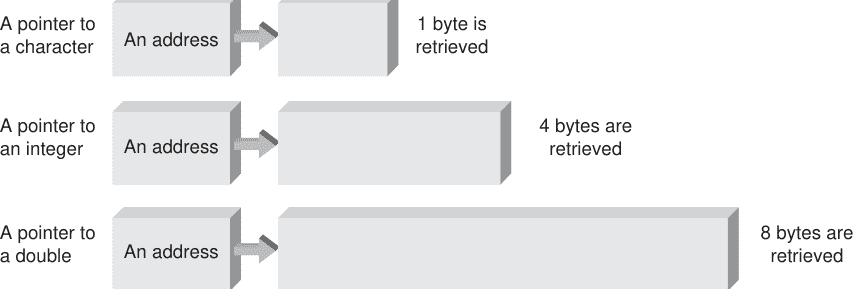 A pointer to
a character
An address
1 byte is
retrieved
A pointer to
an integer
An address
4 bytes are
retrieved
A pointer to
a double
An address
8 bytes are
retrieved